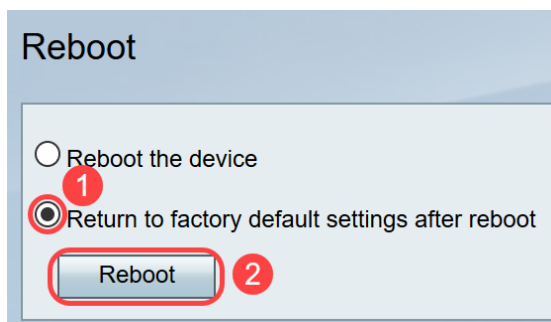 Reboot
Reboot the device
1
Return to factory default settings after reboot
Reboot
2